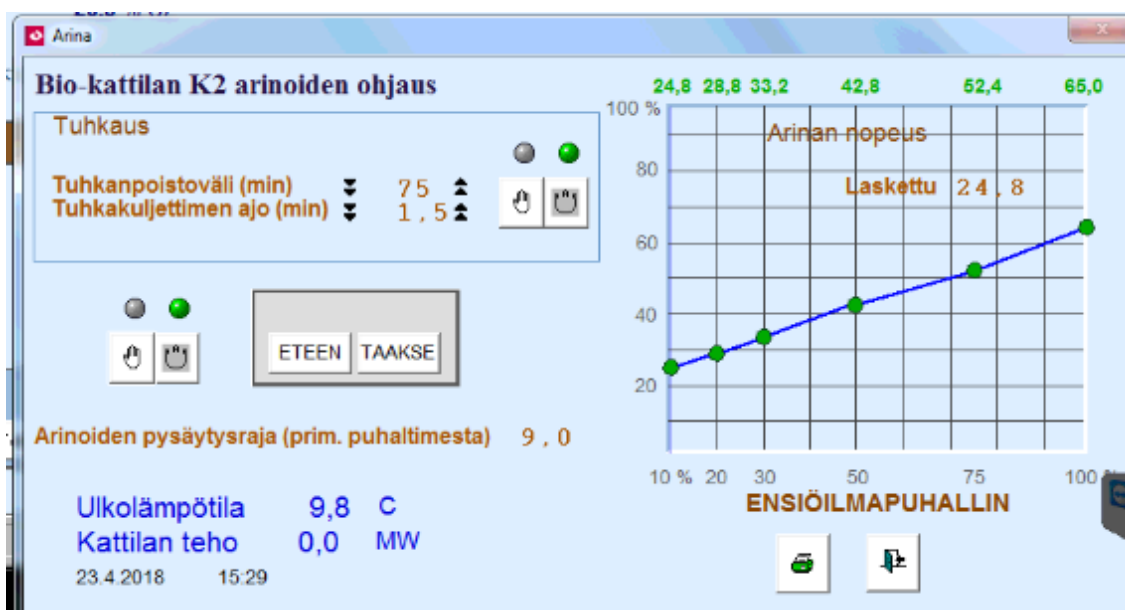 Arina
Bio-kattilan K2 arinoiden ohjaus
Tuhkaus
Tuhkanpoistoväli (min) 75
Tuhkakuljettimen ajo (min) 1,5
ETEEN TAAKSE
Arinoiden pysäytysraja (prim. puhaltimesta) 9,0
Ulkolämpötila 9,8 C
Kattilan teho 0,0 MW
23.4.2018 15:29
24,8 28,8 33,2 42,8 52,4 65,0
100 %
Arinan nopeus
80
Laskettu 24,8
60
40
20
10 % 20 30 50 75 100
ENSIÖILMAPUHALLIN